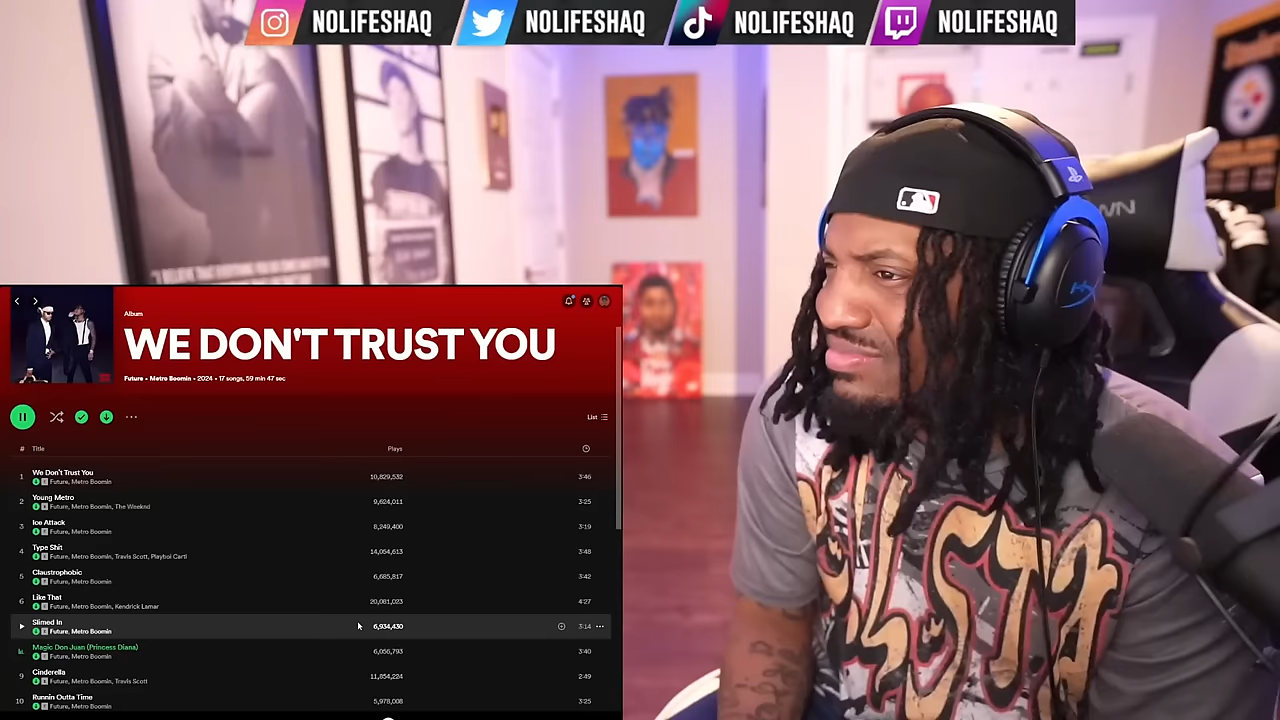 NOLIFESHAQ NOLIFESHAQ NOLIFESHAQ NOLIFESHAQ
Album
WE DON'T TRUST YOU
Future • Metro Boomin • 2024 • 17 songs, 59 min 47 sec
List
# Title Plays
1 We Don't Trust You 10,829,532 3:46
E Future, Metro Boomin
2 Young Metro 9,624,011 3:25
E Future, Metro Boomin, The Weeknd
3 Ice Attack 8,249,400 3:19
E Future, Metro Boomin
4 Type Shit 14,054,613 3:48
E Future, Metro Boomin, Travis Scott, Playboi Carti
5 Claustrophobic 6,685,817 3:42
E Future, Metro Boomin
6 Like That 20,081,023 4:27
E Future, Metro Boomin, Kendrick Lamar
Slimed In 6,934,430 3:14
E Future, Metro Boomin
Magic Don Juan (Princess Diana) 6,056,793 3:40
E Future, Metro Boomin
9 Cinderella 11,854,224 2:49
E Future, Metro Boomin, Travis Scott
10 Runnin Outta Time 5,978,008 3:25
E Future, Metro Boomin